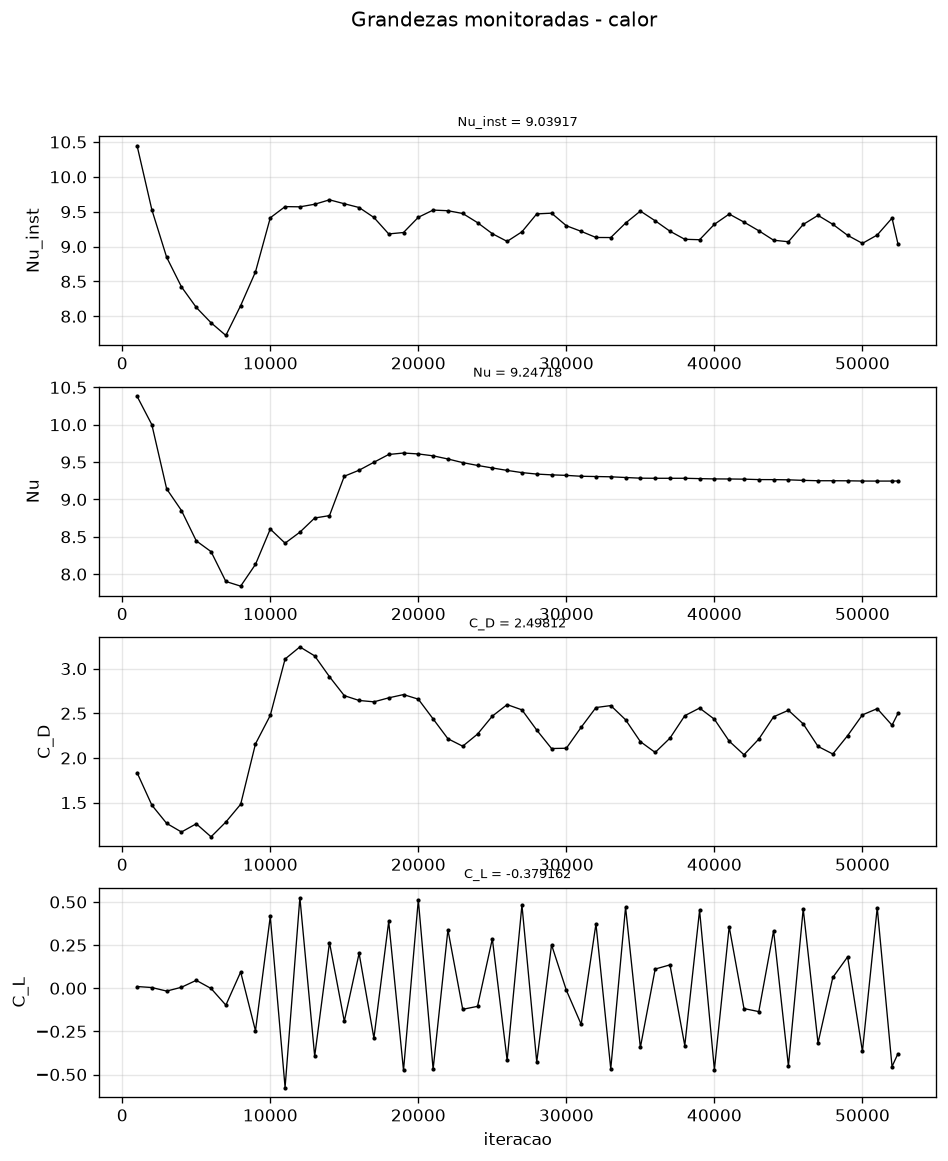 Grandezas monitoradas - calor
Nu_inst = 9.03917
10.5
10.0
9.5
9.0
8.5
8.0
Nu_inst
0 10000 20000 30000 40000 50000
Nu = 9.24718
10.5
10.0
9.5
9.0
8.5
8.0
Nu
0 10000 20000 30000 40000 50000
C_D = 2.49812
3.0
2.5
2.0
1.5
C_D
0 10000 20000 30000 40000 50000
C_L = -0.379162
0.50
0.25
0.00
−0.25
−0.50
C_L
0 10000 20000 30000 40000 50000
iteracao